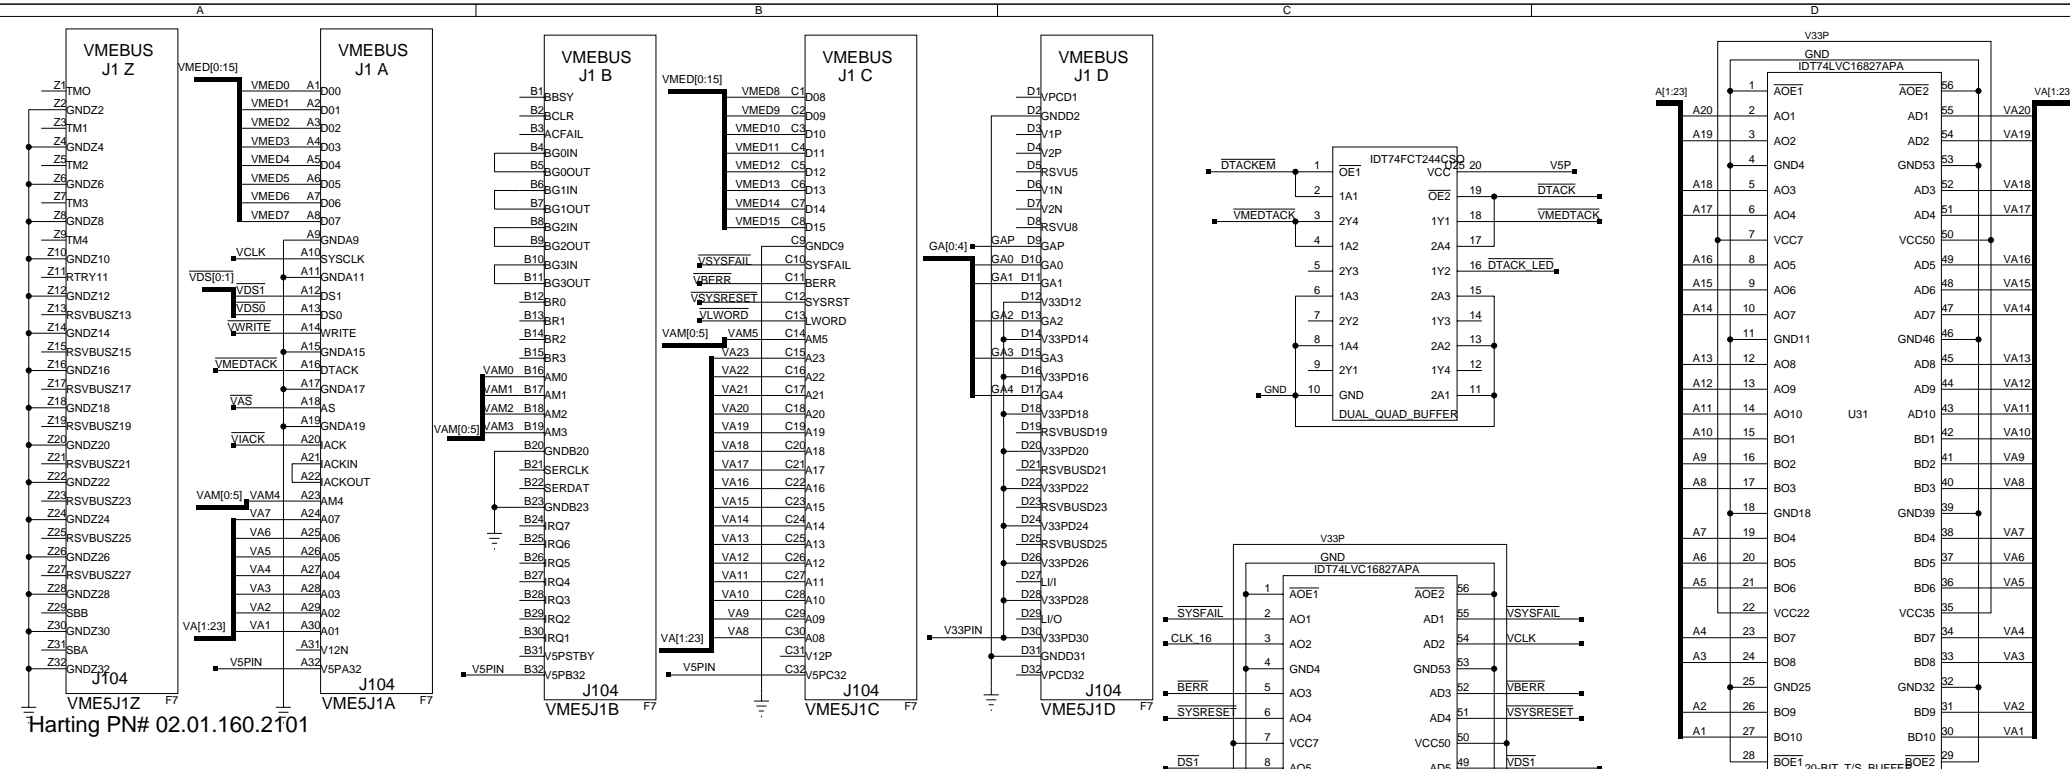 A B C D
VMEBUS
J1 Z
Z1 TMO
Z2 GNDZ2
Z3 TM1
Z4 GNDZ4
Z5 TM2
Z6 GNDZ6
Z7 TM3
Z8 GNDZ8
Z9 TM4
Z10 GNDZ10
Z11 RTRY11
Z12 GNDZ12
Z13 RSVBUSZ13
Z14 GNDZ14
Z15 RSVBUSZ15
Z16 GNDZ16
Z17 RSVBUSZ17
Z18 GNDZ18
Z19 RSVBUSZ19
Z20 GNDZ20
Z21 RSVBUSZ21
Z22 GNDZ22
Z23 RSVBUSZ23
Z24 GNDZ24
Z25 RSVBUSZ25
Z26 GNDZ26
Z27 RSVBUSZ27
Z28 GNDZ28
Z29 SBB
Z30 GNDZ30
Z31 SBA
Z32 GNDZ32
J104
VME5J1Z F7
Harting PN# 02.01.160.2101
VMEBUS
J1 A
VMED[0:15]
VMED0 A1 D00
VMED1 A2 D01
VMED2 A3 D02
VMED3 A4 D03
VMED4 A5 D04
VMED5 A6 D05
VMED6 A7 D06
VMED7 A8 D07
A9 GNDA9
VCLK A10 SYSCLK
A11 GNDA11
VDS[0:1]
VDS1 A12 DS1
VDS0 A13 DS0
VWRITE A14 WRITE
A15 GNDA15
VMEDTACK A16 DTACK
A17 GNDA17
VAS A18 AS
A19 GNDA19
VIACK A20 IACK
A21 IACKIN
A22 IACKOUT
VAM[0:5] VAM4 A23 AM4
VA7 A24 A07
VA6 A25 A06
VA5 A26 A05
VA4 A27 A04
VA3 A28 A03
VA2 A29 A02
VA[1:23] VA1 A30 A01
A31 V12N
V5PIN A32 V5PA32
J104
VME5J1A F7
VMEBUS
J1 B
B1 BBSY
B2 BCLR
B3 ACFAIL
B4 BG0IN
B5 BG0OUT
B6 BG1IN
B7 BG1OUT
B8 BG2IN
B9 BG2OUT
B10 BG3IN
B11 BG3OUT
B12 BR0
B13 BR1
B14 BR2
B15 BR3
VAM0 B16 AM0
VAM1 B17 AM1
VAM2 B18 AM2
VAM[0:5] VAM3 B19 AM3
B20 GNDB20
B21 SERCLK
B22 SERDAT
B23 GNDB23
B24 IRQ7
B25 IRQ6
B26 IRQ5
B27 IRQ4
B28 IRQ3
B29 IRQ2
B30 IRQ1
B31 V5PSTBY
V5PIN B32 V5PB32
J104
VME5J1B F7
VMEBUS
J1 C
VMED[0:15]
VMED8 C1 D08
VMED9 C2 D09
VMED10 C3 D10
VMED11 C4 D11
VMED12 C5 D12
VMED13 C6 D13
VMED14 C7 D14
VMED15 C8 D15
C9 GNDC9
VSYSFAIL C10 SYSFAIL
VBERR C11 BERR
VSYSRESET C12 SYSRST
VLWORD C13 LWORD
VAM[0:5] VAM5 C14 AM5
VA23 C15 A23
VA22 C16 A22
VA21 C17 A21
VA20 C18 A20
VA19 C19 A19
VA18 C20 A18
VA17 C21 A17
VA16 C22 A16
VA15 C23 A15
VA14 C24 A14
VA13 C25 A13
VA12 C26 A12
VA11 C27 A11
VA10 C28 A10
VA9 C29 A09
VA[1:23] VA8 C30 A08
C31 V12P
V5PIN C32 V5PC32
J104
VME5J1C F7
VMEBUS
J1 D
D1 VPCD1
D2 GNDD2
D3 V1P
D4 V2P
D5 RSVU5
D6 V1N
D7 V2N
D8 RSVU8
GA[0:4] GAP D9 GAP
GA0 D10 GA0
GA1 D11 GA1
D12 V33D12
GA2 D13 GA2
D14 V33PD14
GA3 D15 GA3
D16 V33PD16
GA4 D17 GA4
D18 V33PD18
D19 RSVBUSD19
D20 V33PD20
D21 RSVBUSD21
D22 V33PD22
D23 RSVBUSD23
D24 V33PD24
D25 RSVBUSD25
D26 V33PD26
D27 LI/I
D28 V33PD28
D29 LI/O
V33PIN D30 V33PD30
D31 GNDD31
D32 VPCD32
J104
VME5J1D F7
IDT74FCT244CSO
U25
DTACKEM 1 OE1 VCC 20 V5P
2 1A1 OE2 19 DTACK
VMEDTACK 3 2Y4 1Y1 18 VMEDTACK
4 1A2 2A4 17
5 2Y3 1Y2 16 DTACK_LED
6 1A3 2A3 15
7 2Y2 1Y3 14
8 1A4 2A2 13
9 2Y1 1Y4 12
GND 10 GND 2A1 11
DUAL_QUAD_BUFFER
V33P
GND
IDT74LVC16827APA
1 AOE1 AOE2 56
SYSFAIL 2 AO1 AD1 55 VSYSFAIL
CLK_16 3 AO2 AD2 54 VCLK
4 GND4 GND53 53
BERR 5 AO3 AD3 52 VBERR
SYSRESET 6 AO4 AD4 51 VSYSRESET
7 VCC7 VCC50 50
DS1 8 AO5 AD5 49 VDS1
V33P
GND
IDT74LVC16827APA
A[1:23] VA[1:23
1 AOE1 AOE2 56
A20 2 AO1 AD1 55 VA20
A19 3 AO2 AD2 54 VA19
4 GND4 GND53 53
A18 5 AO3 AD3 52 VA18
A17 6 AO4 AD4 51 VA17
7 VCC7 VCC50 50
A16 8 AO5 AD5 49 VA16
A15 9 AO6 AD6 48 VA15
A14 10 AO7 AD7 47 VA14
11 GND11 GND46 46
A13 12 AO8 AD8 45 VA13
A12 13 AO9 AD9 44 VA12
A11 14 AO10 U31 AD10 43 VA11
A10 15 BO1 BD1 42 VA10
A9 16 BO2 BD2 41 VA9
A8 17 BO3 BD3 40 VA8
18 GND18 GND39 39
A7 19 BO4 BD4 38 VA7
A6 20 BO5 BD5 37 VA6
A5 21 BO6 BD6 36 VA5
22 VCC22 VCC35 35
A4 23 BO7 BD7 34 VA4
A3 24 BO8 BD8 33 VA3
25 GND25 GND32 32
A2 26 BO9 BD9 31 VA2
A1 27 BO10 BD10 30 VA1
28 BOE1 20-BIT T/S BUFFER BOE2 29